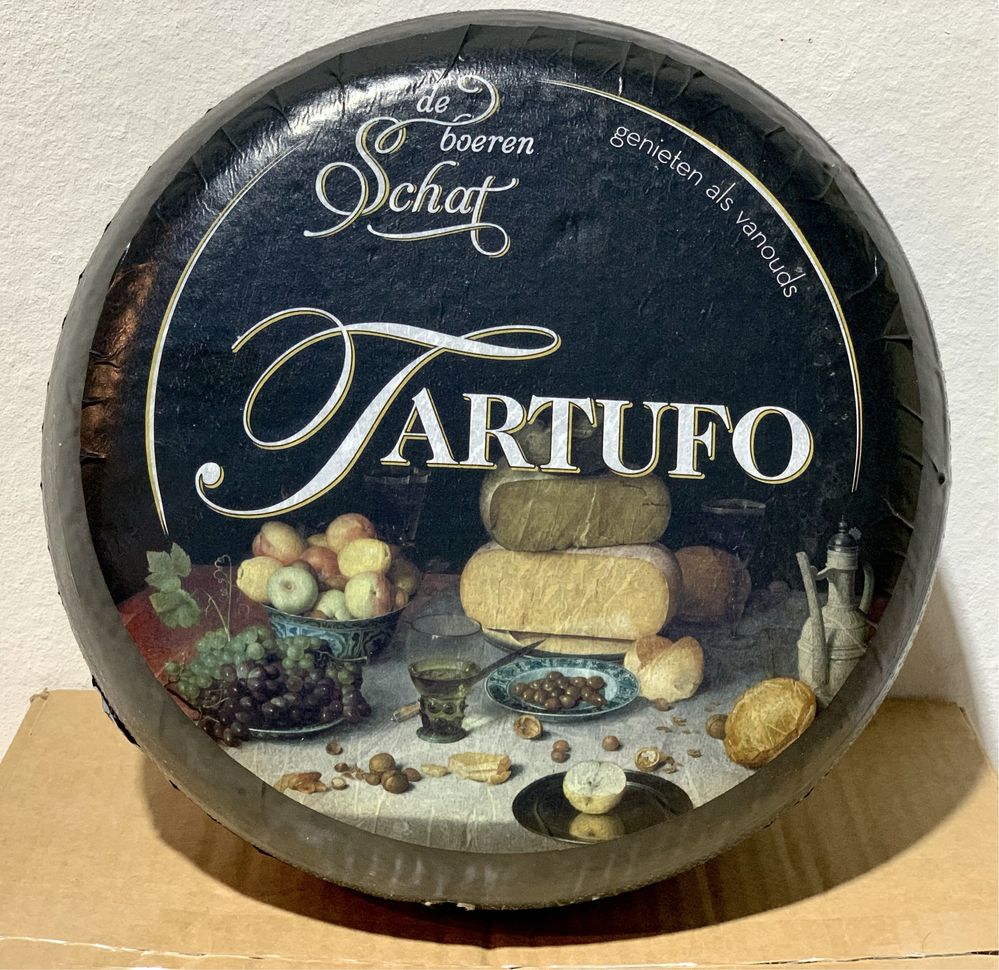 de
boeren
Schat
genieten als vanouds
TARTUFO